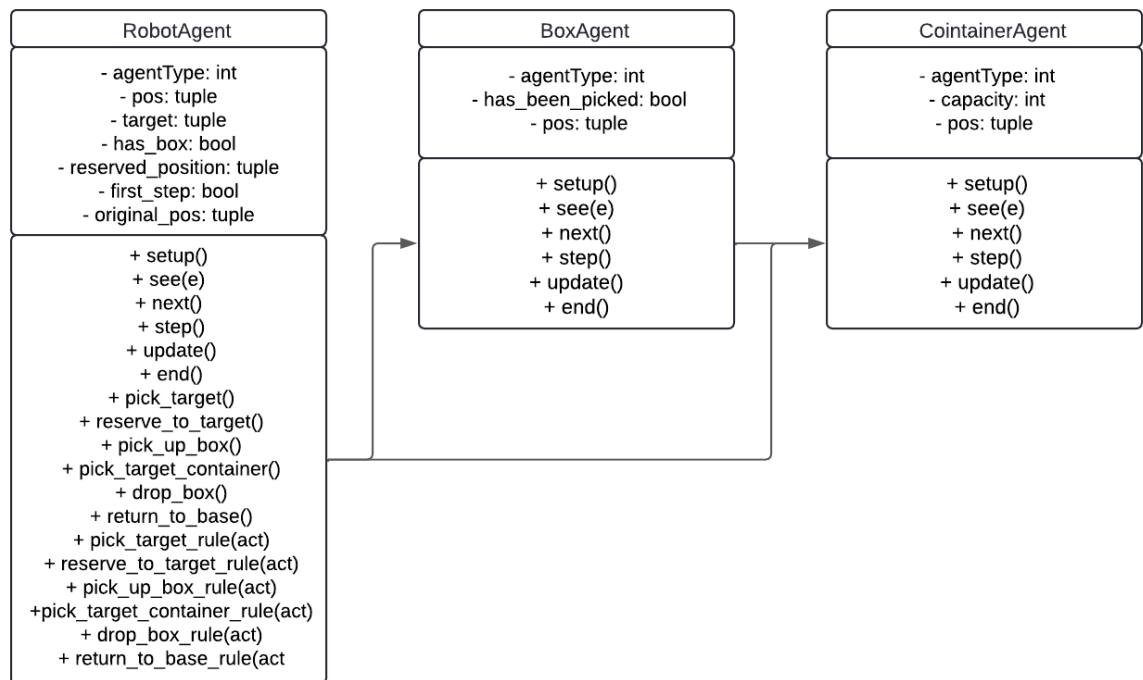 RobotAgent
- agentType: int
- pos: tuple
- target: tuple
- has_box: bool
- reserved_position: tuple
- first_step: bool
- original_pos: tuple
+ setup()
+ see(e)
+ next()
+ step()
+ update()
+ end()
+ pick_target()
+ reserve_to_target()
+ pick_up_box()
+ pick_target_container()
+ drop_box()
+ return_to_base()
+ pick_target_rule(act)
+ reserve_to_target_rule(act)
+ pick_up_box_rule(act)
+pick_target_container_rule(act)
+ drop_box_rule(act)
+ return_to_base_rule(act
BoxAgent
- agentType: int
- has_been_picked: bool
- pos: tuple
+ setup()
+ see(e)
+ next()
+ step()
+ update()
+ end()
CointainerAgent
- agentType: int
- capacity: int
- pos: tuple
+ setup()
+ see(e)
+ next()
+ step()
+ update()
+ end()